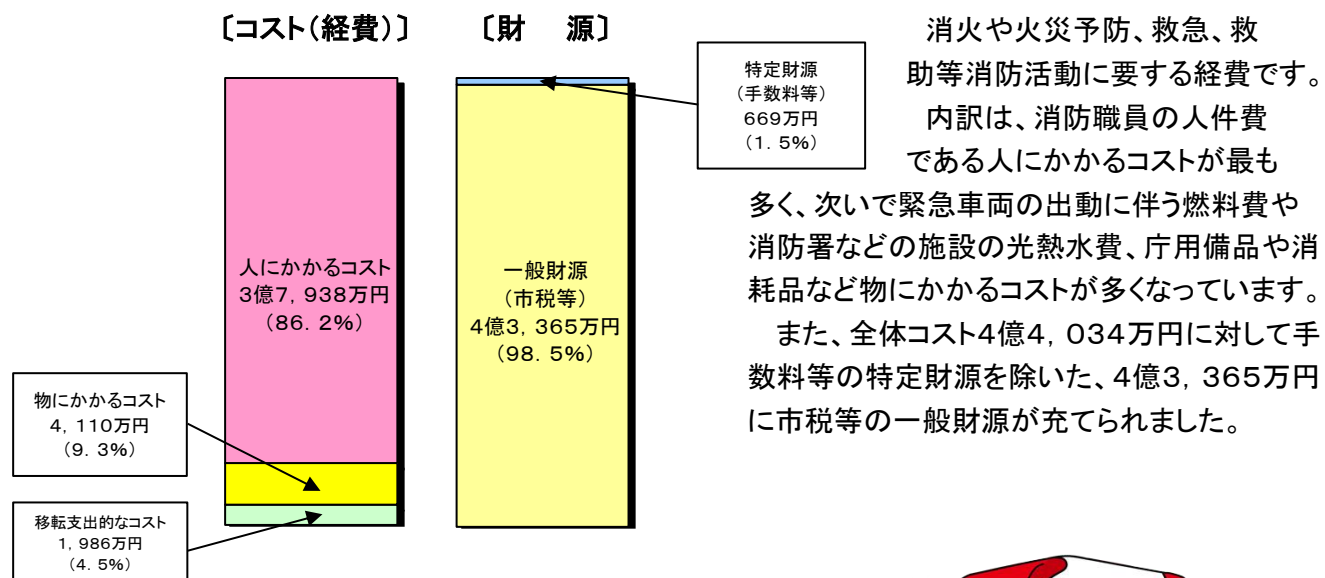 〔コスト(経費)〕
〔財　源〕
人にかかるコスト
3億7, 938万円
(86. 2%)
物にかかるコスト
4, 110万円
(9. 3%)
移転支出的なコスト
1, 986万円
(4. 5%)
特定財源
(手数料等)
669万円
(1. 5%)
一般財源
(市税等)
4億3, 365万円
(98. 5%)
消火や火災予防、救急、救
助等消防活動に要する経費です。
内訳は、消防職員の人件費
である人にかかるコストが最も
多く、次いで緊急車両の出動に伴う燃料費や
消防署などの施設の光熱水費、庁用備品や消
耗品など物にかかるコストが多くなっています。
また、全体コスト4億4, 034万円に対して手
数料等の特定財源を除いた、4億3, 365万円
に市税等の一般財源が充てられました。